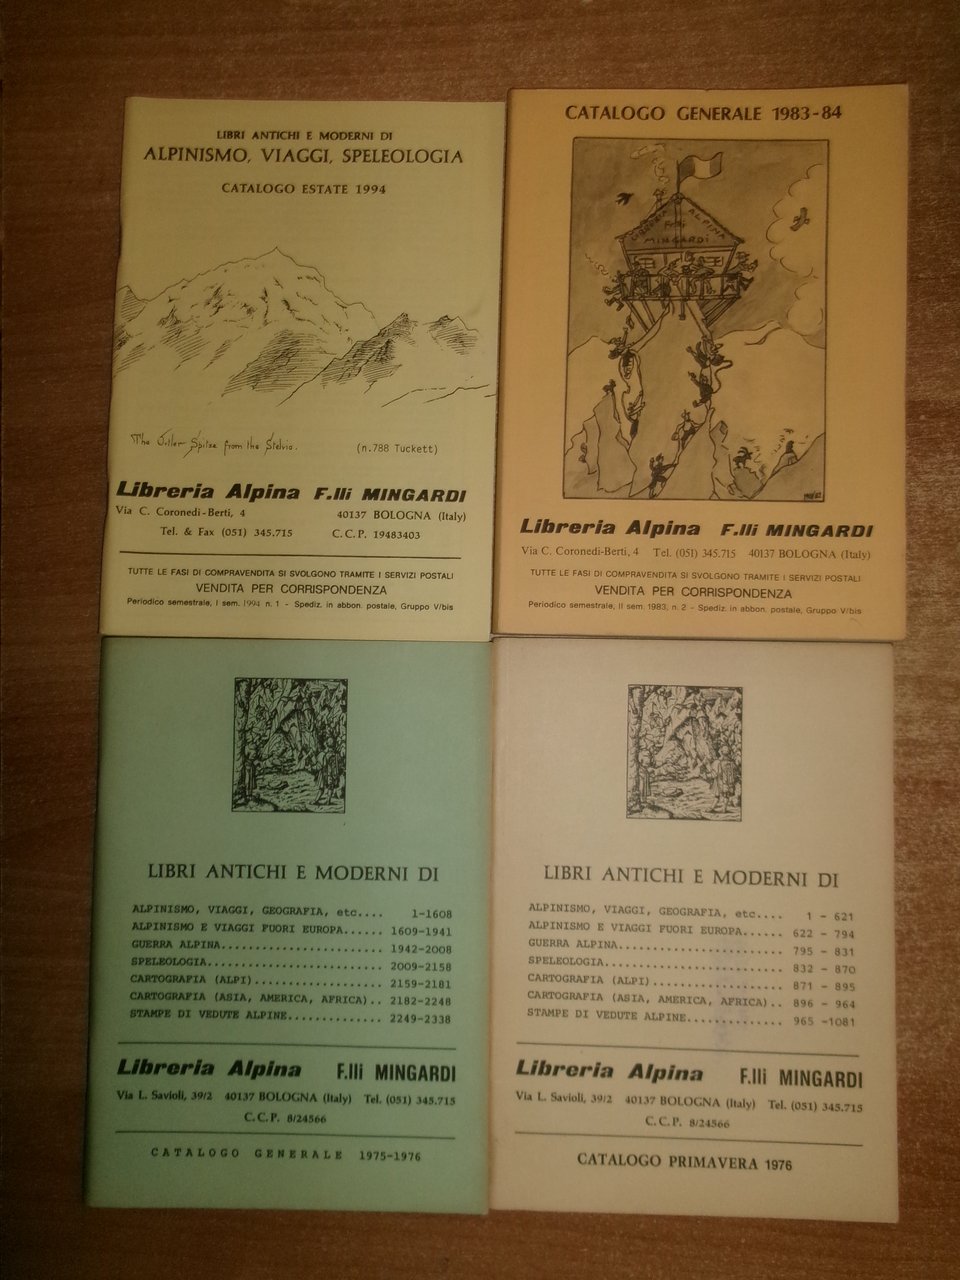 LIBRI ANTICHI E MODERNI DI
ALPINISMO, VIAGGI, SPELEOLOGIA
CATALOGO ESTATE 1994
The Ortler Spitze from the Stelvio.
(n.788 Tuckett)
Libreria Alpina F.lli MINGARDI
Via C. Coronedi-Berti, 4 40137 BOLOGNA (Italy)
Tel. & Fax (051) 345.715 C.C.P. 19483403
TUTTE LE FASI DI COMPRAVENDITA SI SVOLGONO TRAMITE I SERVIZI POSTALI
VENDITA PER CORRISPONDENZA
Periodico semestrale, I sem. 1994 n. 1 - Spediz. in abbon. postale, Gruppo V/bis
CATALOGO GENERALE 1983-84
LIBRERIA ALPINA
F.lli
MINGARDI
Libreria Alpina F.lli MINGARDI
Via C. Coronedi-Berti, 4 Tel. (051) 345.715 40137 BOLOGNA (Italy)
TUTTE LE FASI DI COMPRAVENDITA SI SVOLGONO TRAMITE I SERVIZI POSTALI
VENDITA PER CORRISPONDENZA
Periodico semestrale, II sem. 1983, n. 2 - Spediz. in abbon. postale, Gruppo V/bis
LIBRI ANTICHI E MODERNI DI
ALPINISMO, VIAGGI, GEOGRAFIA, etc.... 1-1608
ALPINISMO E VIAGGI FUORI EUROPA...... 1609-1941
GUERRA ALPINA........................ 1942-2008
SPELEOLOGIA.......................... 2009-2158
CARTOGRAFIA (ALPI)................... 2159-2181
CARTOGRAFIA (ASIA, AMERICA, AFRICA).. 2182-2248
STAMPE DI VEDUTE ALPINE.............. 2249-2338
Libreria Alpina F.lli MINGARDI
Via L. Savioli, 39/2 40137 BOLOGNA (Italy) Tel. (051) 345.715
C.C.P. 8/24566
CATALOGO GENERALE 1975-1976
LIBRI ANTICHI E MODERNI DI
ALPINISMO, VIAGGI, GEOGRAFIA, etc.... 1 - 621
ALPINISMO E VIAGGI FUORI EUROPA...... 622 - 794
GUERRA ALPINA........................ 795 - 831
SPELEOLOGIA.......................... 832 - 870
CARTOGRAFIA (ALPI)................... 871 - 895
CARTOGRAFIA (ASIA, AMERICA, AFRICA).. 896 - 964
STAMPE DI VEDUTE ALPINE.............. 965 -1081
Libreria Alpina F.lli MINGARDI
Via L. Savioli, 39/2 40137 BOLOGNA (Italy) Tel. (051) 345.715
C.C.P. 8/24566
CATALOGO PRIMAVERA 1976